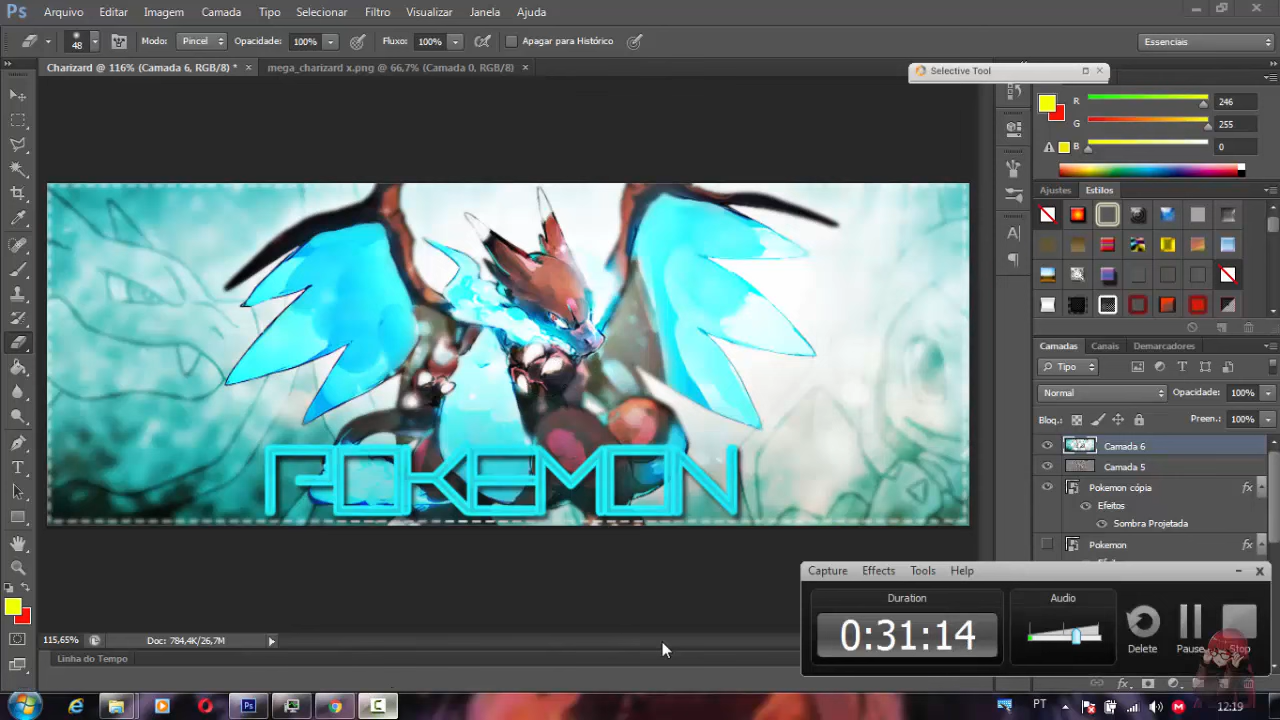 Ps Arquivo Editar Imagem Camada Tipo Selecionar Filtro Visualizar Janela Ajuda
48 Modo: Pincel Opacidade: 100% Fluxo: 100% Apagar para Histórico Essenciais
Charizard @ 116% (Camada 6, RGB/8) * × mega_charizard x.png @ 66,7% (Camada 0, RGB/8) ×
Selective Tool
R 246
G 255
B 0
Ajustes Estilos
POKEMON
Camadas Canais Demarcadores
Tipo
Normal Opacidade: 100%
Bloq.: Preen.: 100%
Camada 6
Camada 5
Pokemon cópia fx
Efeitos
Sombra Projetada
Pokemon fx
Capture Effects Tools Help
Duration Audio
0:31:14
Delete Pause Stop
115,65% Doc: 784,4K/26,7M
Linha do Tempo
PT 12:19